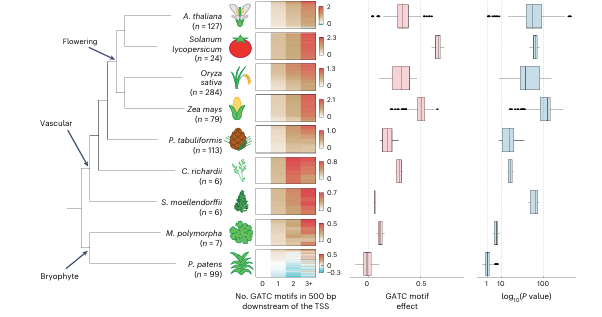 A. thaliana
(n = 127)
2
0
Flowering
Solanum
lycopersicum
(n = 24)
2.3
0
Oryza
sativa
(n = 284)
1.3
0
Zea mays
(n = 79)
2.1
0
Vascular
P. tabuliformis
(n = 113)
1.0
0
C. richardii
(n = 6)
0.8
0
S. moellendorffii
(n = 6)
0.7
0
M. polymorpha
(n = 7)
0.5
0
P. patens
(n = 99)
0.5
0
−0.3
Bryophyte
0 1 2 3+
No. GATC motifs in 500 bp
downstream of the TSS
0 0.5
GATC motif
effect
1 10 100
log10(P value)